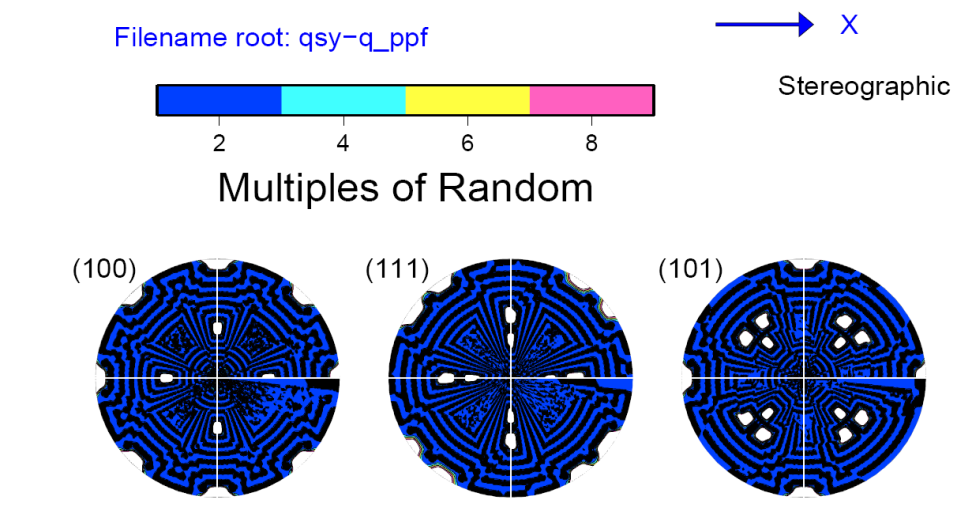 Filename root: qsy−q_ppf
X
Stereographic
2 4 6 8
Multiples of Random
(100) (111) (101)